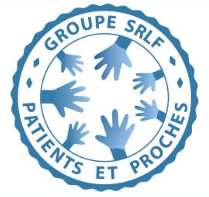 GROUPE SRLF
PATIENTS ET PROCHES